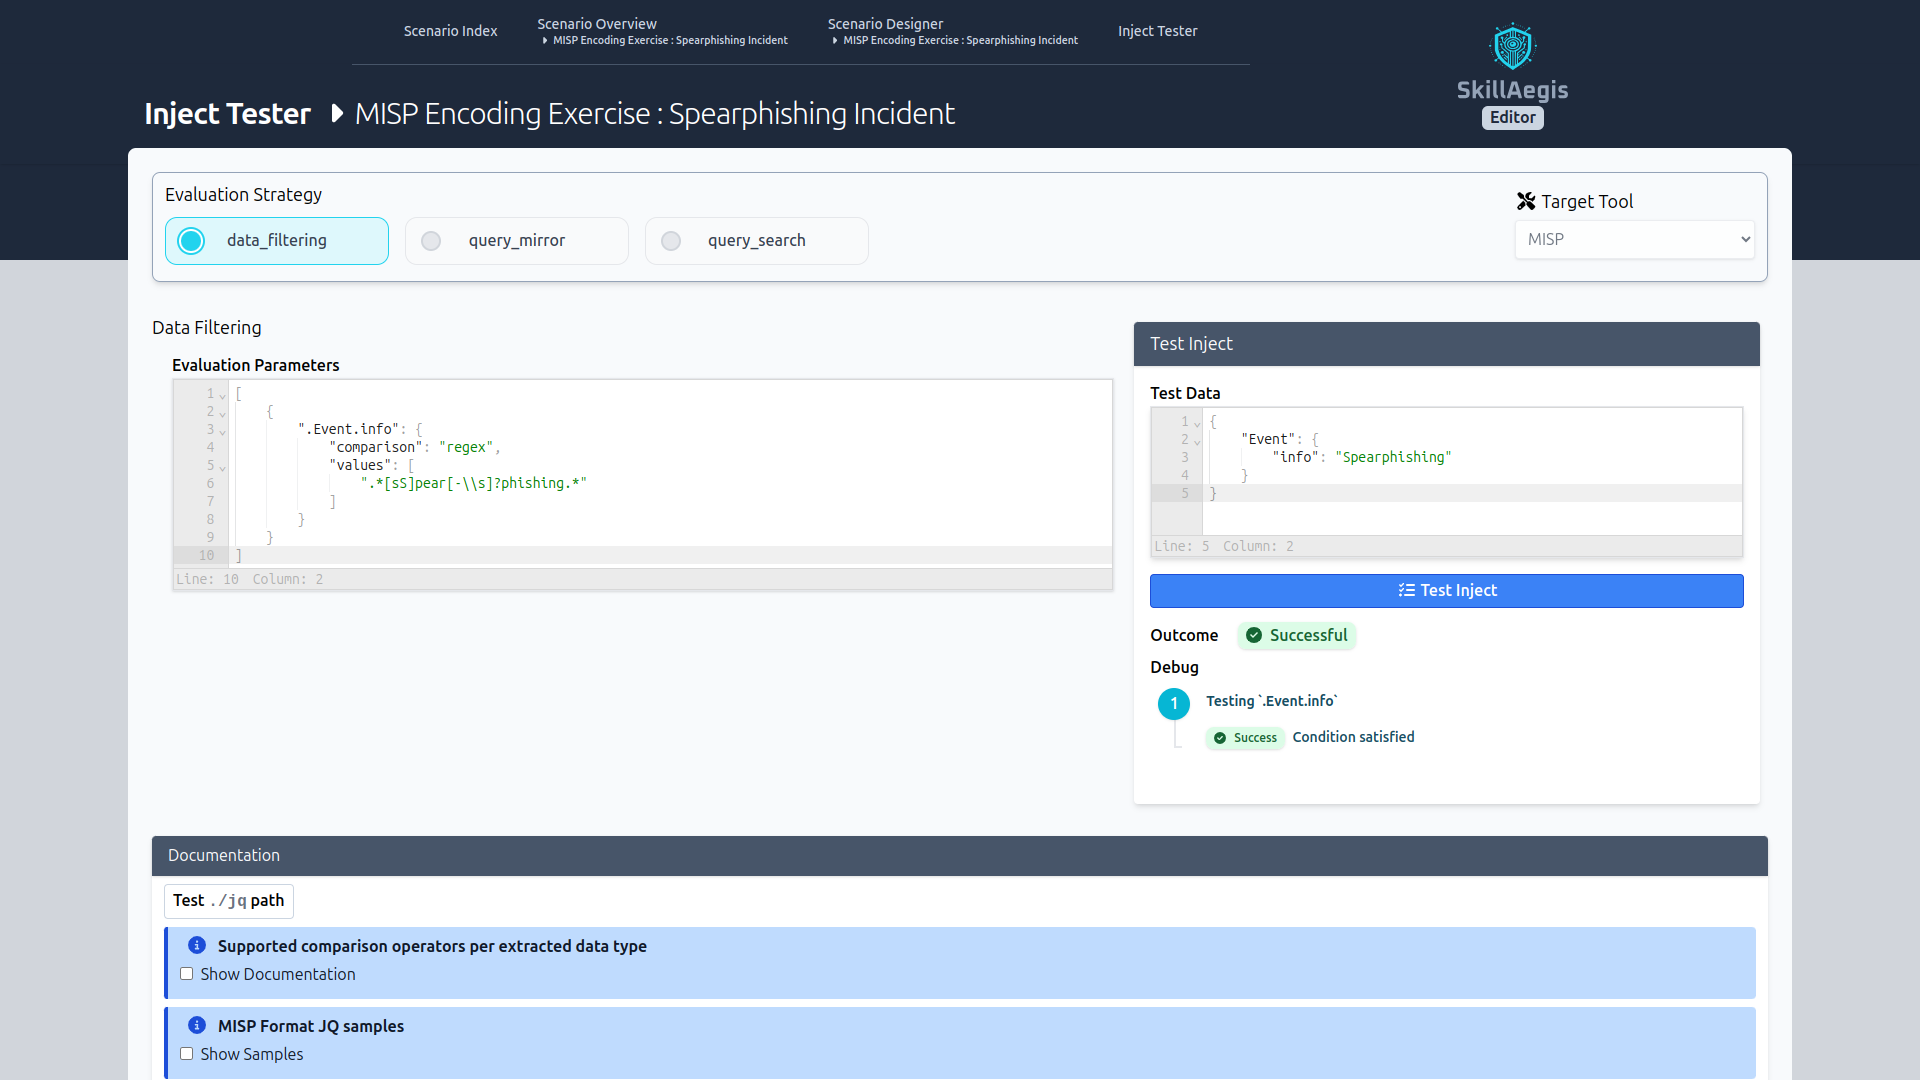 Scenario Index
Scenario Overview
MISP Encoding Exercise : Spearphishing Incident
Scenario Designer
MISP Encoding Exercise : Spearphishing Incident
Inject Tester
SkillAegis
Editor
Inject Tester MISP Encoding Exercise : Spearphishing Incident
Evaluation Strategy
data_filtering
query_mirror
query_search
Target Tool
MISP
Data Filtering
Evaluation Parameters
1 [
2 {
3 ".Event.info": {
4 "comparison": "regex",
5 "values": [
6 ".*[sS]pear[-\\s]?phishing.*"
7 ]
8 }
9 }
10 ]
Line: 10 Column: 2
Test Inject
Test Data
1 {
2 "Event": {
3 "info": "Spearphishing"
4 }
5 }
Line: 5 Column: 2
Test Inject
Outcome Successful
Debug
1 Testing `.Event.info`
Success Condition satisfied
Documentation
Test ./jq path
Supported comparison operators per extracted data type
Show Documentation
MISP Format JQ samples
Show Samples